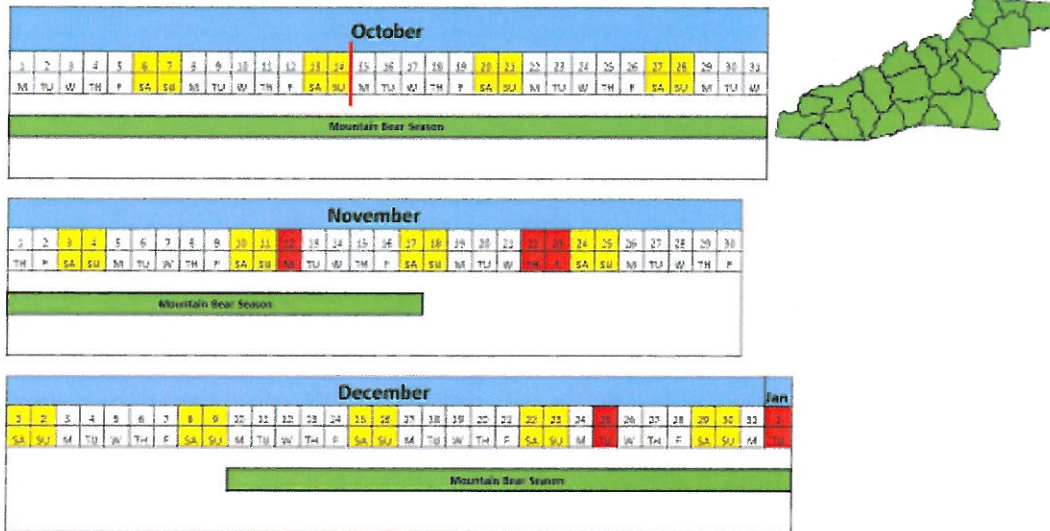 October
1 2 3 4 5 6 7 8 9 10 11 12 13 14 15 16 17 18 19 20 21 22 23 24 25 26 27 28 29 30 31
M TU W TH F SA SU M TU W TH F SA SU M TU W TH F SA SU M TU W TH F SA SU M TU W
Mountain Bear Season
November
1 2 3 4 5 6 7 8 9 10 11 12 13 14 15 16 17 18 19 20 21 22 23 24 25 26 27 28 29 30
TH F SA SU M TU W TH F SA SU M TU W TH F SA SU M TU W TH F SA SU M TU W TH F
Mountain Bear Season
December Jan
1 2 3 4 5 6 7 8 9 10 11 12 13 14 15 16 17 18 19 20 21 22 23 24 25 26 27 28 29 30 31 1
SA SU M TU W TH F SA SU M TU W TH F SA SU M TU W TH F SA SU M TU W TH F SA SU M TU
Mountain Bear Season